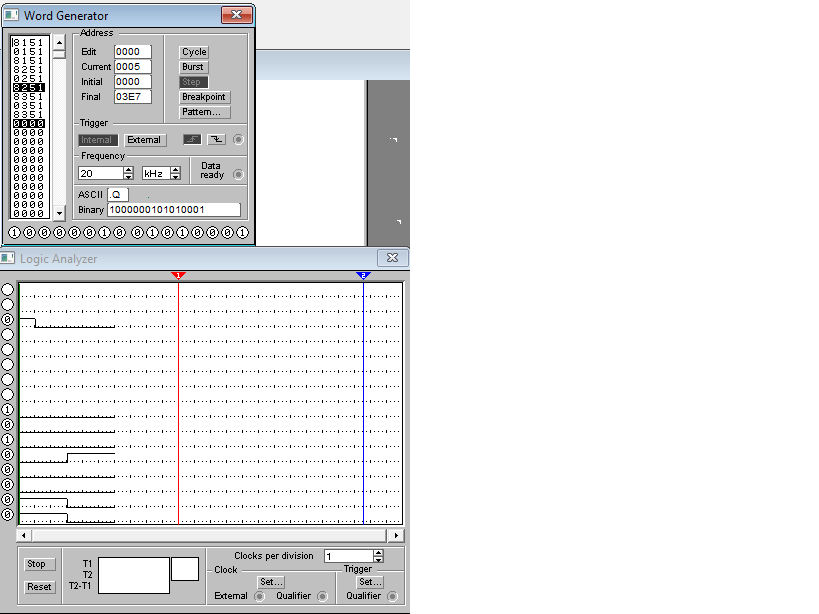 Word Generator
8151
0151
8151
8251
0251
8251
8351
0351
8351
0000
0000
0000
0000
0000
0000
0000
0000
0000
0000
0000
Address
Edit 0000
Current 0005
Initial 0000
Final 03E7
Cycle
Burst
Step
Breakpoint
Pattern...
Trigger
Internal External
Frequency
20 kHz
Data
ready
ASCII .Q .
Binary 1000000101010001
1 0 0 0 0 0 1 0 0 1 0 1 0 0 0 1
Logic Analyzer
1 2
0
1
0
1
0
0
0
0
0
Stop
Reset
T1
T2
T2-T1
Clocks per division 1
Clock
Set...
External Qualifier
Trigger
Set...
Qualifier